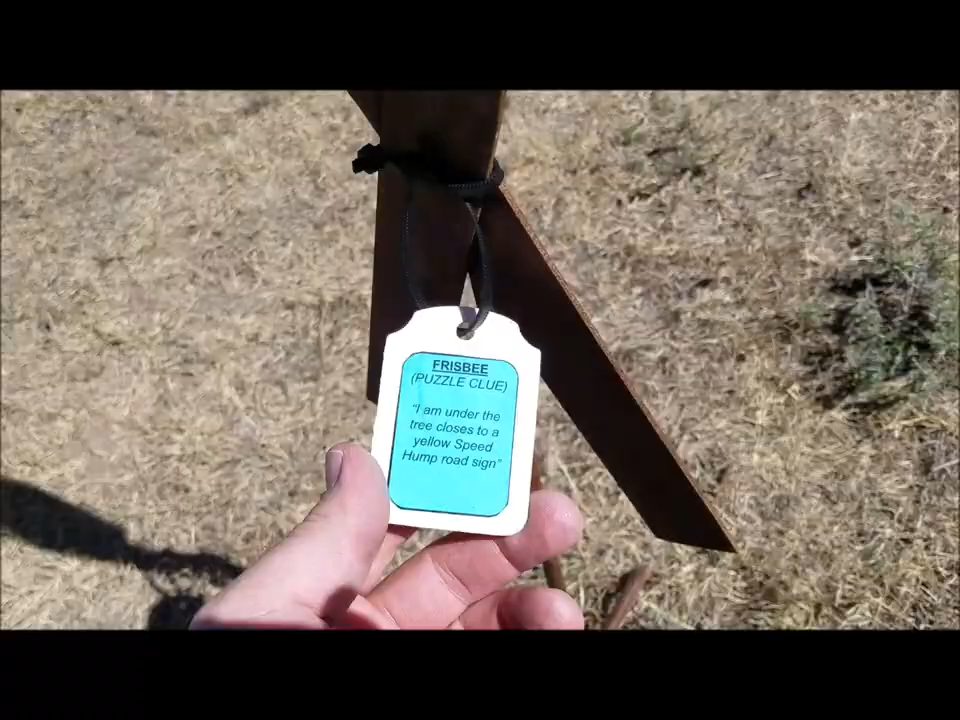 FRISBEE
(PUZZLE CLUE)
"I am under the
tree closes to a
yellow Speed
Hump road sign"